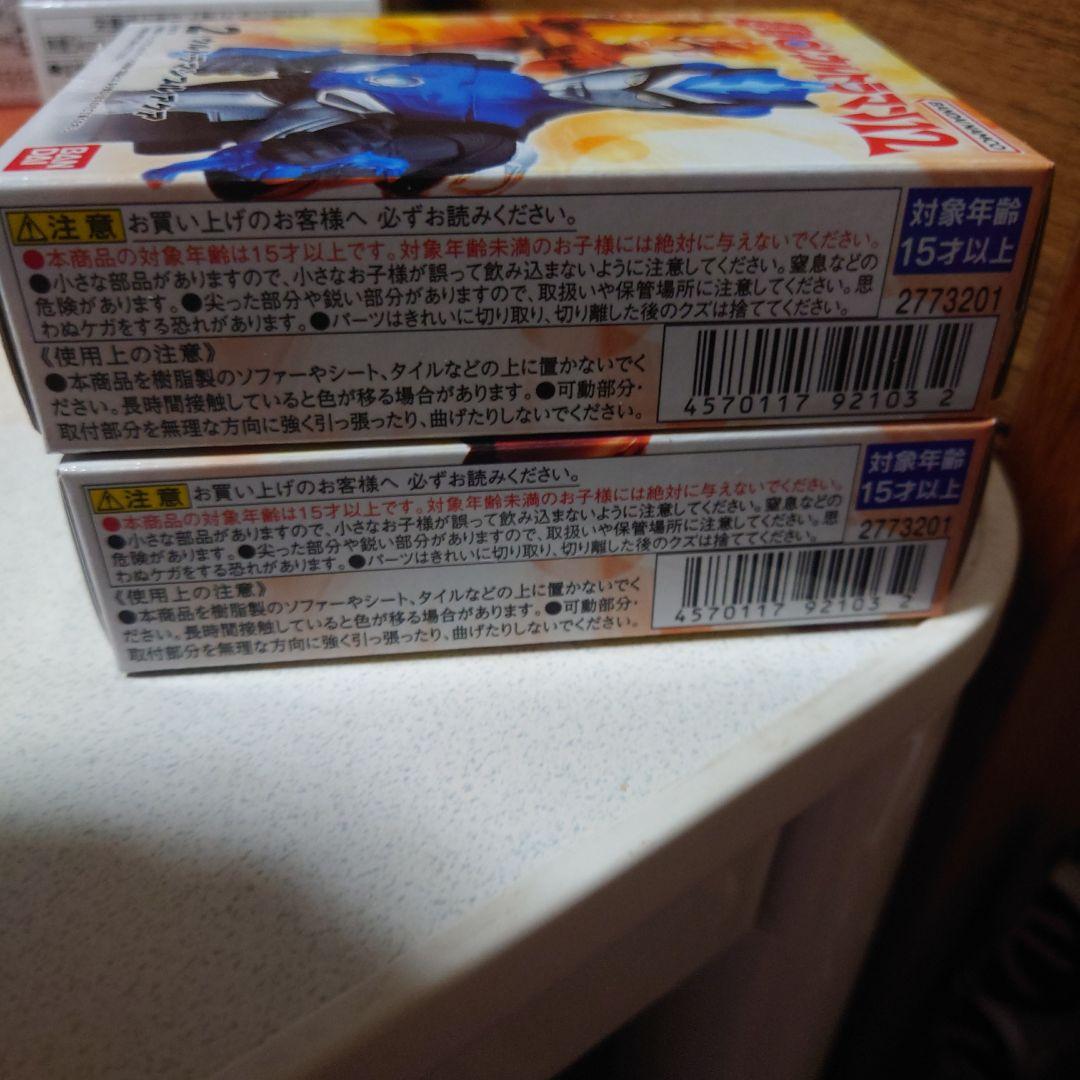 2 ウルトラマンブルアクア
BAN
DAI
BANDAI NAMCO
⚠注意 お買い上げのお客様へ 必ずお読みください。
●本商品の対象年齢は15才以上です。対象年齢未満のお子様には絶対に与えないでください。
●小さな部品がありますので、小さなお子様が誤って飲み込まないように注意してください。窒息などの
危険があります。●尖った部分や鋭い部分がありますので、取扱いや保管場所に注意してください。思
わぬケガをする恐れがあります。●パーツはきれいに切り取り、切り離した後のクズは捨ててください。
対象年齢
15才以上
2773201
《使用上の注意》
●本商品を樹脂製のソファーやシート、タイルなどの上に置かないでく
ださい。長時間接触していると色が移る場合があります。●可動部分・
取付部分を無理な方向に強く引っ張ったり、曲げたりしないでください。
4570117 92103 2
⚠注意 お買い上げのお客様へ 必ずお読みください。
●本商品の対象年齢は15才以上です。対象年齢未満のお子様には絶対に与えないでください。
●小さな部品がありますので、小さなお子様が誤って飲み込まないように注意してください。窒息などの
危険があります。●尖った部分や鋭い部分がありますので、取扱いや保管場所に注意してください。思
わぬケガをする恐れがあります。●パーツはきれいに切り取り、切り離した後のクズは捨ててください。
対象年齢
15才以上
2773201
《使用上の注意》
●本商品を樹脂製のソファーやシート、タイルなどの上に置かないでく
ださい。長時間接触していると色が移る場合があります。●可動部分・
取付部分を無理な方向に強く引っ張ったり、曲げたりしないでください。
4570117 92103 2